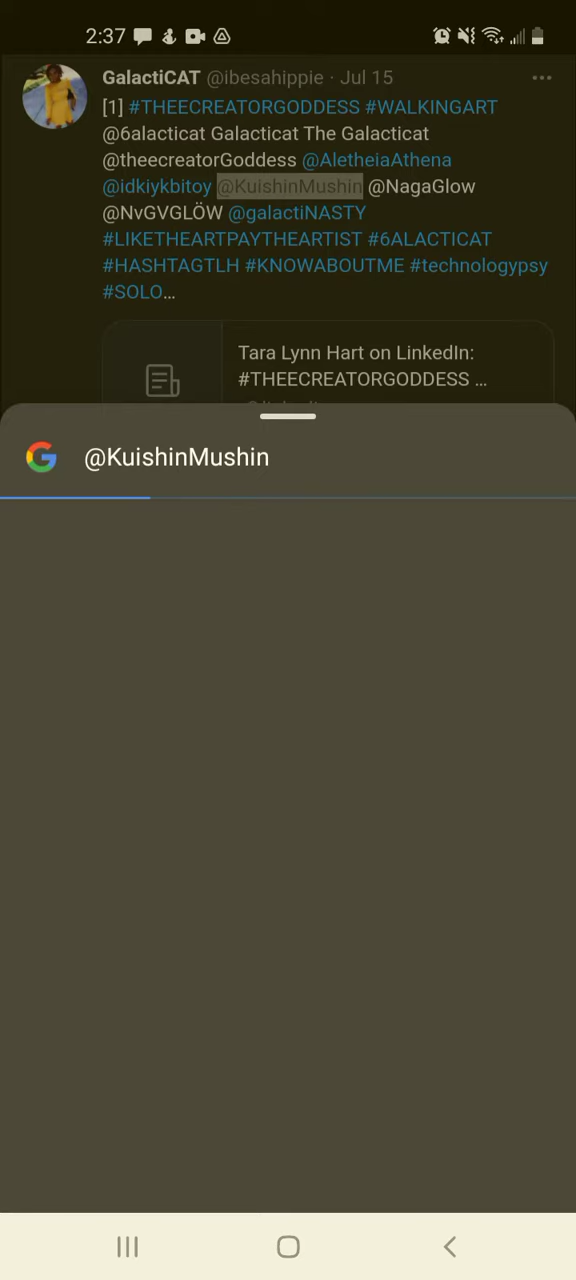 2:37
GalactiCAT @ibesahippie · Jul 15
[1] #THEECREATORGODDESS #WALKINGART
@6alacticat Galacticat The Galacticat
@theecreatorGoddess @AletheiaAthena
@idkiykbitoy @KuishinMushin @NagaGlow
@NvGVGLÖW @galactiNASTY
#LIKETHEARTPAYTHEARTIST #6ALACTICAT
#HASHTAGTLH #KNOWABOUTME #technologypsy
#SOLO…
Tara Lynn Hart on LinkedIn:
#THEECREATORGODDESS ...
@KuishinMushin